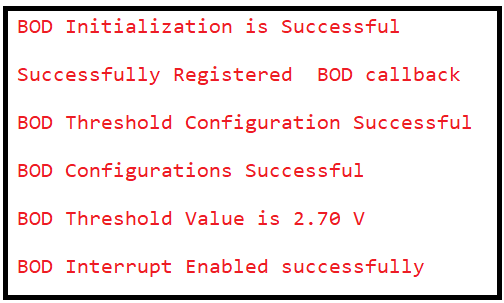 BOD Initialization is Successful
Successfully Registered  BOD callback
BOD Threshold Configuration Successful
BOD Configurations Successful
BOD Threshold Value is 2.70 V
BOD Interrupt Enabled successfully